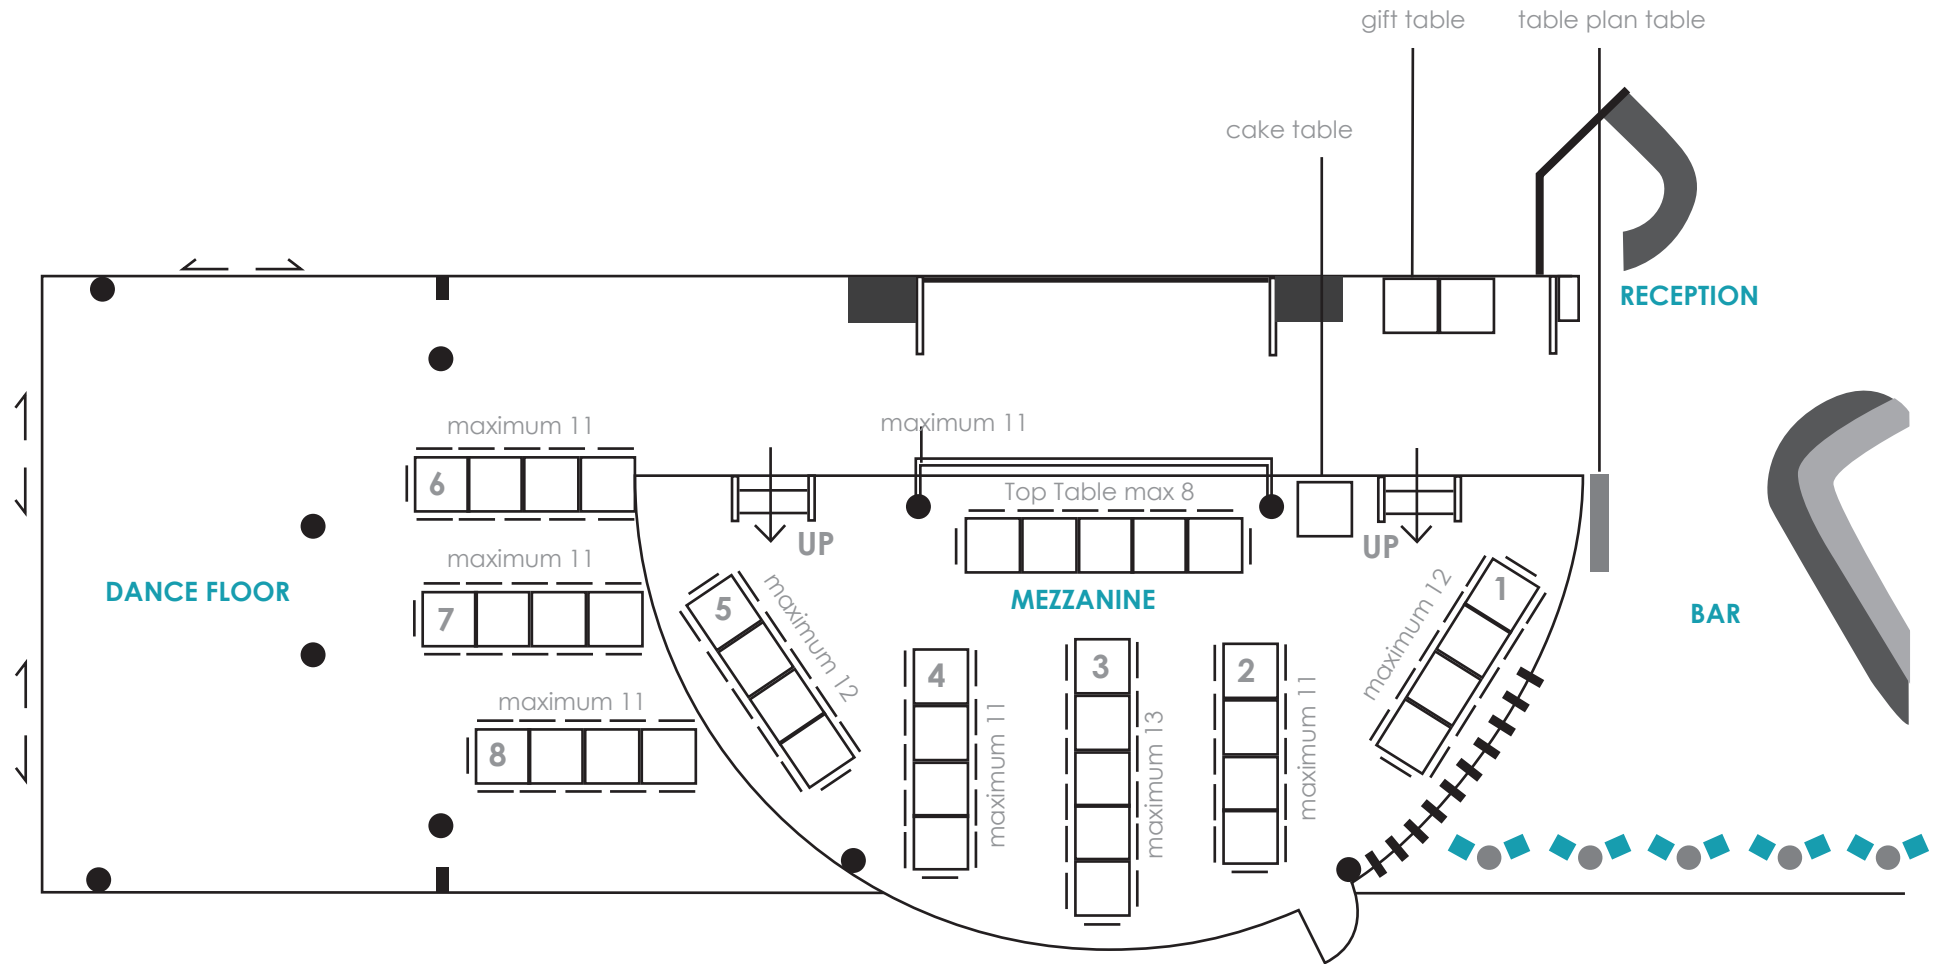 gift table
table plan table
cake table
RECEPTION
maximum 11
maximum 11
6
Top Table max 8
UP
UP
maximum 11
DANCE FLOOR
7
MEZZANINE
BAR
5
maximum 12
1
maximum 12
4
maximum 11
3
maximum 13
2
maximum 11
maximum 11
8